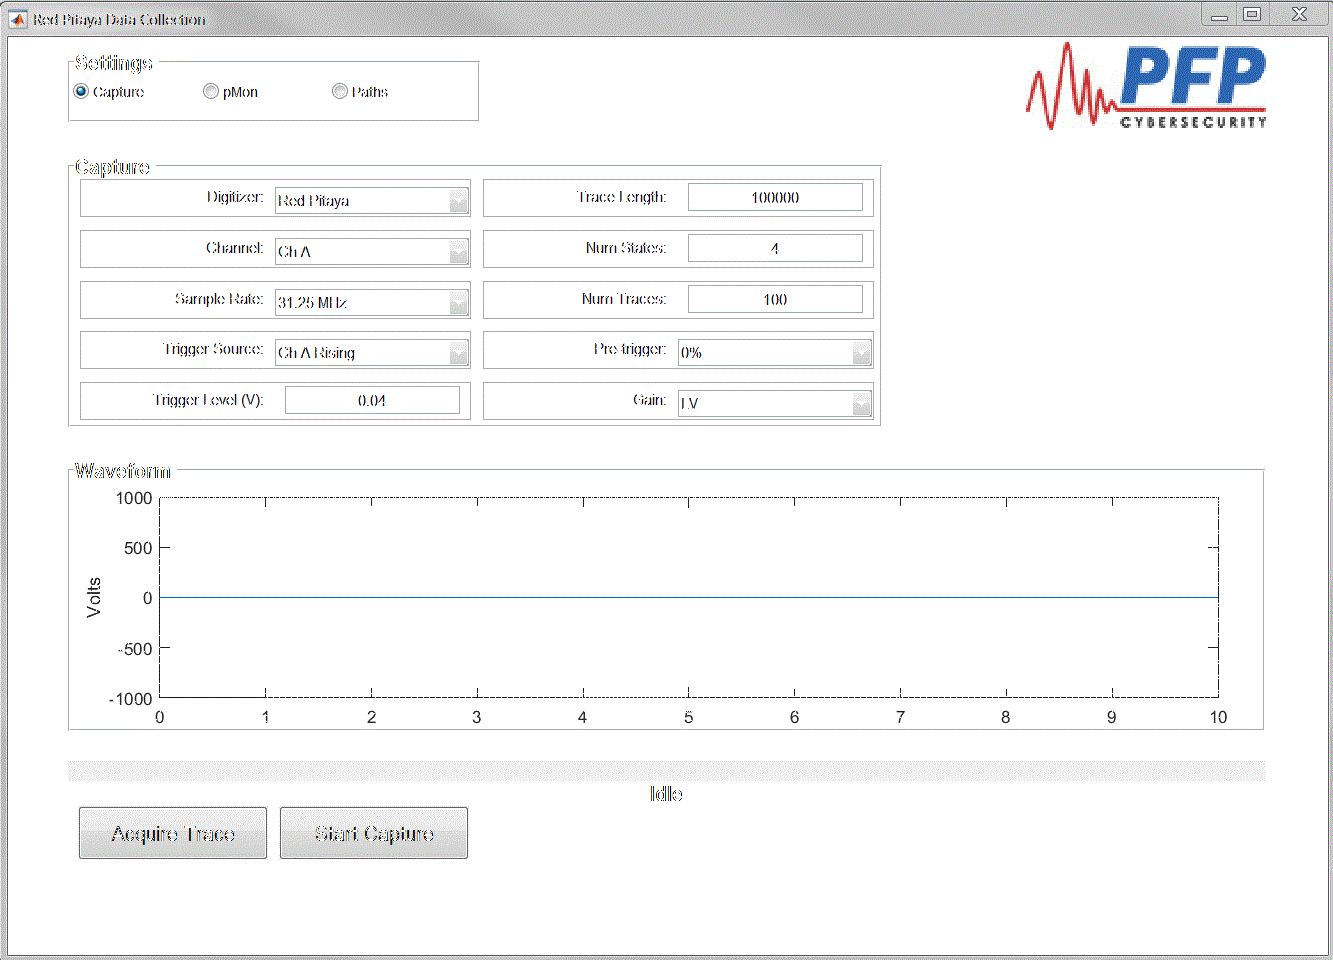 Red Pitaya Data Collection
PFP
CYBERSECURITY
Settings
Capture
pMon
Paths
Capture
Digitizer: Red Pitaya
Trace Length: 100000
Channel: Ch A
Num States: 4
Sample Rate: 31.25 MHz
Num Traces: 100
Trigger Source: Ch A Rising
Pre-trigger: 0%
Trigger Level (V): 0.04
Gain: LV
Waveform
1000
500
0
-500
-1000
Volts
0 1 2 3 4 5 6 7 8 9 10
Idle
Acquire Trace
Start Capture